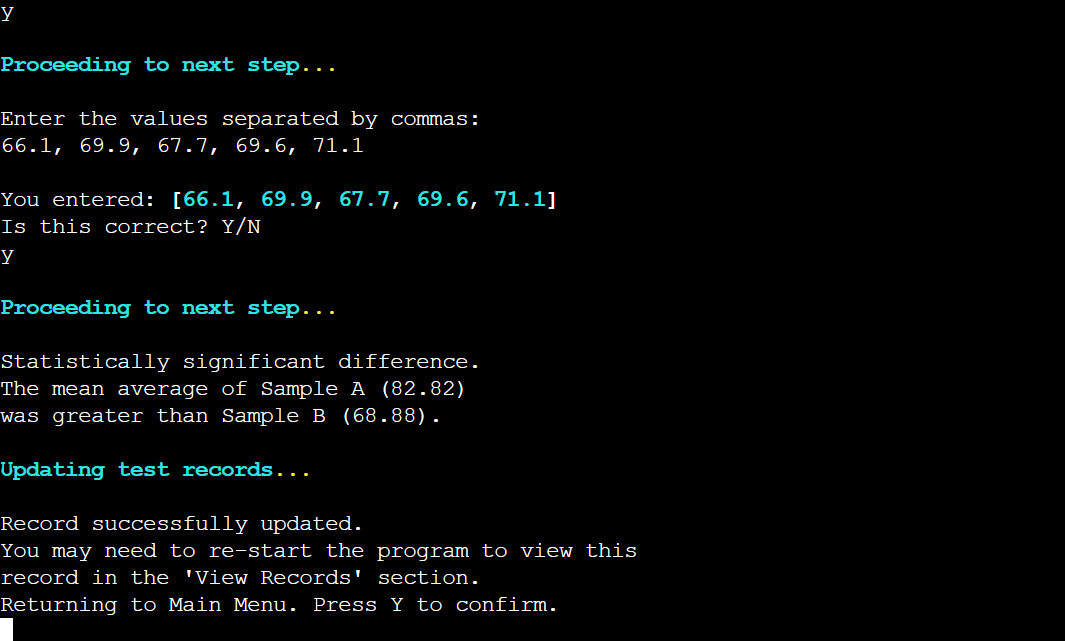 y
Proceeding to next step...
Enter the values separated by commas:
66.1, 69.9, 67.7, 69.6, 71.1
You entered: [66.1, 69.9, 67.7, 69.6, 71.1]
Is this correct? Y/N
y
Proceeding to next step...
Statistically significant difference.
The mean average of Sample A (82.82)
was greater than Sample B (68.88).
Updating test records...
Record successfully updated.
You may need to re-start the program to view this
record in the 'View Records' section.
Returning to Main Menu. Press Y to confirm.